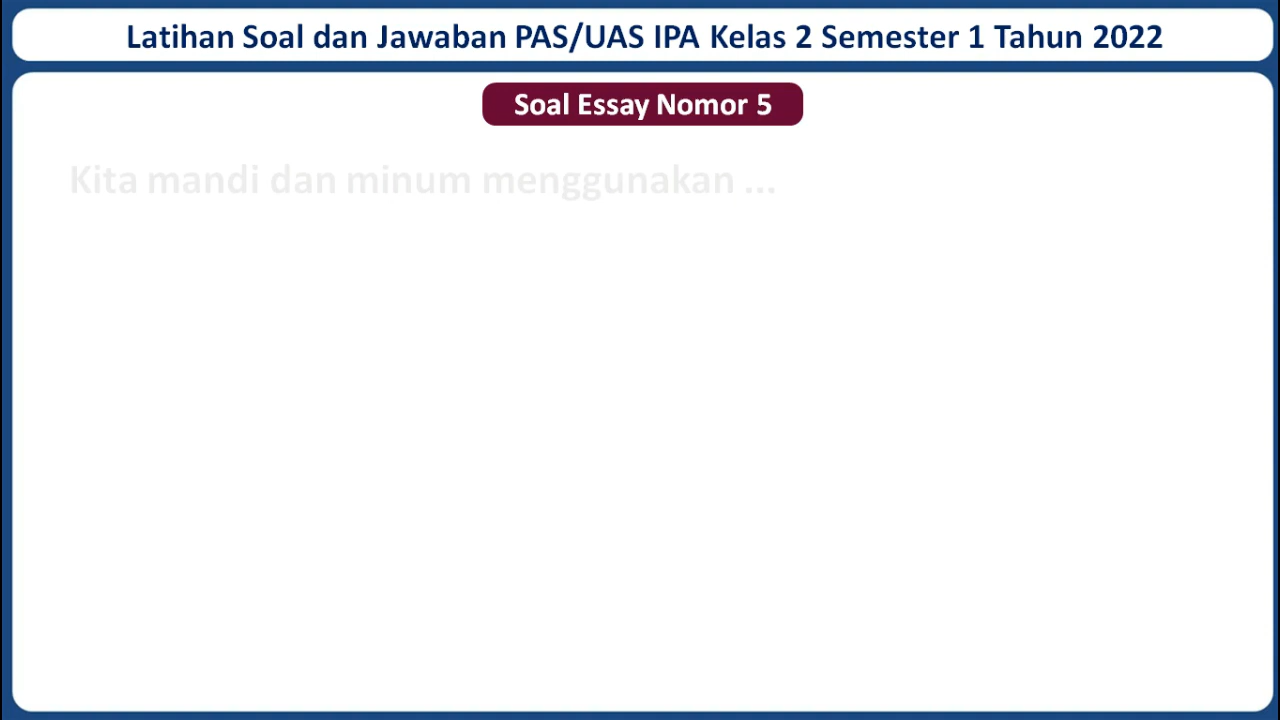 Latihan Soal dan Jawaban PAS/UAS IPA Kelas 2 Semester 1 Tahun 2022
Soal Essay Nomor 5
Kita mandi dan minum menggunakan ...